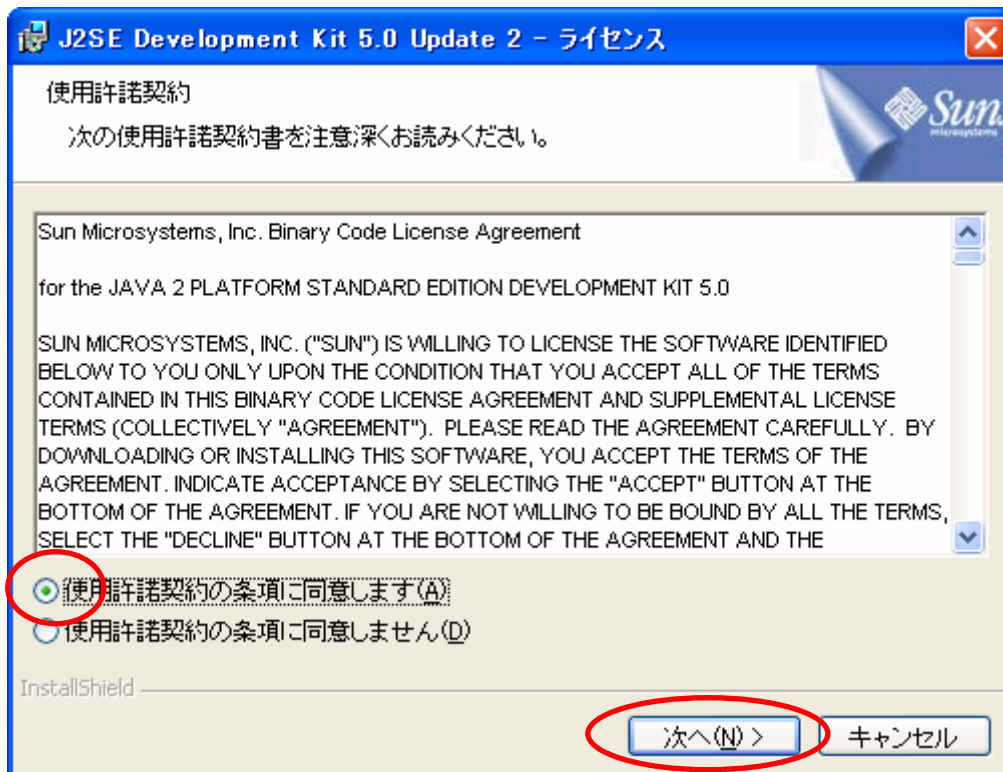 J2SE Development Kit 5.0 Update 2 - ライセンス
使用許諾契約
次の使用許諾契約書を注意深くお読みください。
Sun
microsystems
Sun Microsystems, Inc. Binary Code License Agreement
for the JAVA 2 PLATFORM STANDARD EDITION DEVELOPMENT KIT 5.0
SUN MICROSYSTEMS, INC. ("SUN") IS WILLING TO LICENSE THE SOFTWARE IDENTIFIED
BELOW TO YOU ONLY UPON THE CONDITION THAT YOU ACCEPT ALL OF THE TERMS
CONTAINED IN THIS BINARY CODE LICENSE AGREEMENT AND SUPPLEMENTAL LICENSE
TERMS (COLLECTIVELY "AGREEMENT").  PLEASE READ THE AGREEMENT CAREFULLY.  BY
DOWNLOADING OR INSTALLING THIS SOFTWARE, YOU ACCEPT THE TERMS OF THE
AGREEMENT. INDICATE ACCEPTANCE BY SELECTING THE "ACCEPT" BUTTON AT THE
BOTTOM OF THE AGREEMENT. IF YOU ARE NOT WILLING TO BE BOUND BY ALL THE TERMS,
SELECT THE "DECLINE" BUTTON AT THE BOTTOM OF THE AGREEMENT AND THE
使用許諾契約の条項に同意します(A)
使用許諾契約の条項に同意しません(D)
InstallShield
次へ(N) >
キャンセル